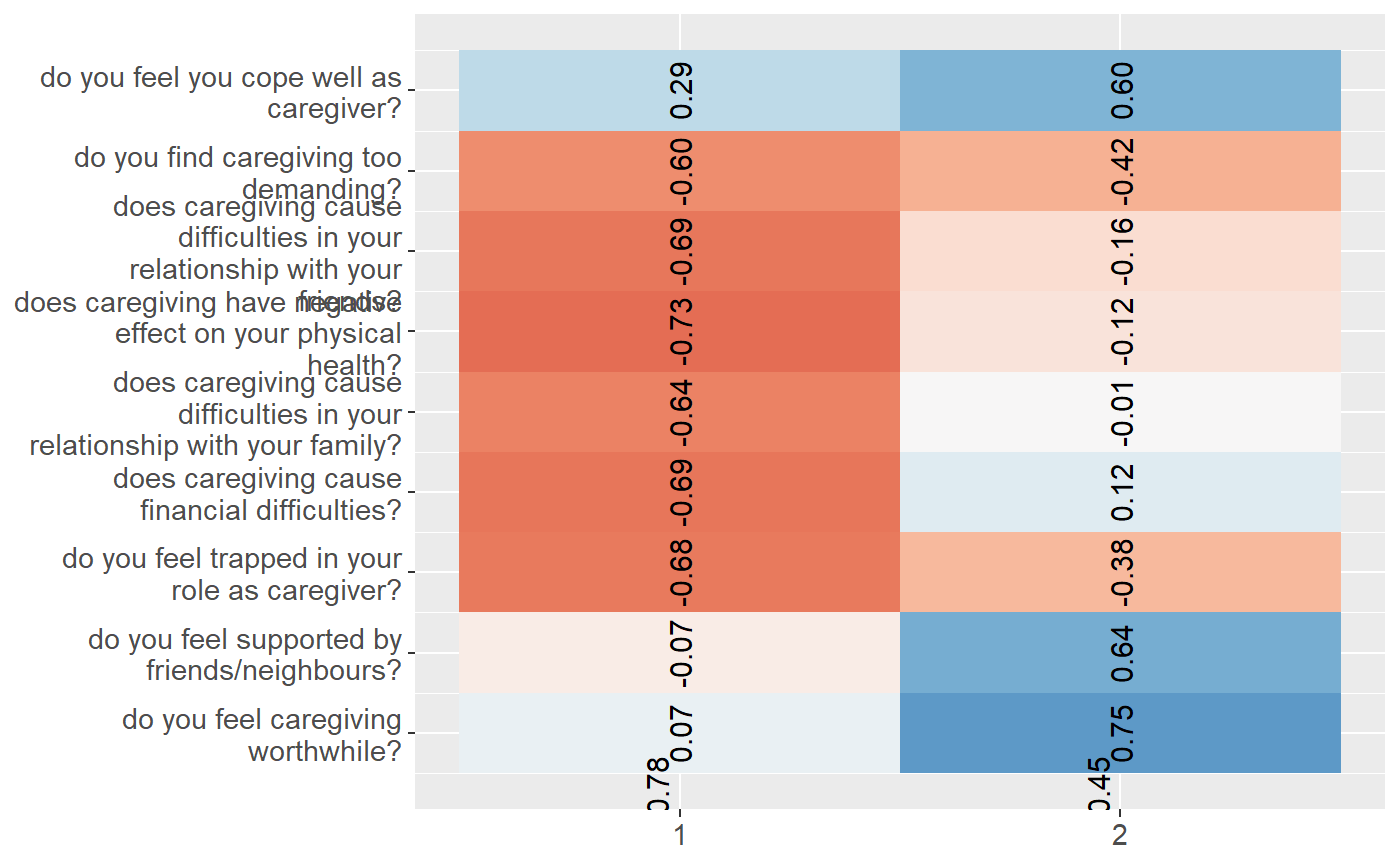 do you feel you cope well as
caregiver?
0.29
0.60
do you find caregiving too
demanding?
-0.60
-0.42
does caregiving cause
difficulties in your
relationship with your
friends?
-0.69
-0.16
does caregiving have negative
effect on your physical
health?
-0.73
-0.12
does caregiving cause
difficulties in your
relationship with your family?
-0.64
-0.01
does caregiving cause
financial difficulties?
-0.69
0.12
do you feel trapped in your
role as caregiver?
-0.68
-0.38
do you feel supported by
friends/neighbours?
-0.07
0.64
do you feel caregiving
worthwhile?
0.07
0.75
0.78
0.45
1
2